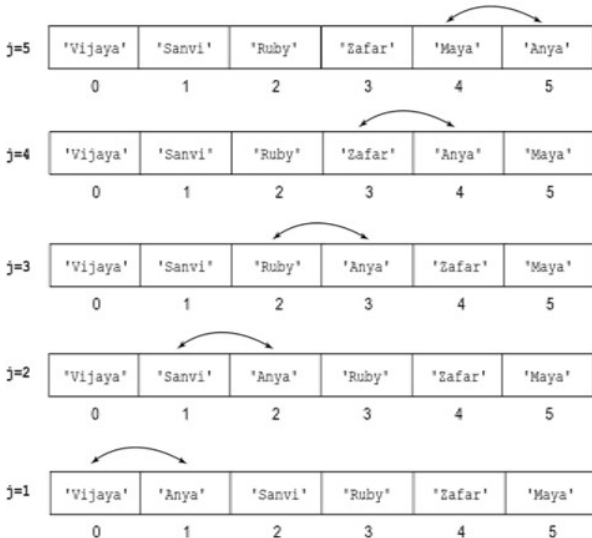 j=5 'Vijaya' 'Sanvi' 'Ruby' 'Zafar' 'Maya' 'Anya'
0 1 2 3 4 5
j=4 'Vijaya' 'Sanvi" "Ruby" 'Zafar' "Anya" "Maya"
0 1 2 3 4 5
j=3 'Vijaya' 'Sanvi" 'Ruby" 'Anya' 'Zafar' "Maya"
0 1 2 3 4 5
j=2 "Vijaya" 'Sanvi' "Anya' 'Ruby" "Zafar' 'Maya'
0 1 2 3 4 5
j=1 'Vijaya' 'Anya' 'Sanvi' "Ruby" "Zafar" 'Maya'
0 1 2 3 4 5